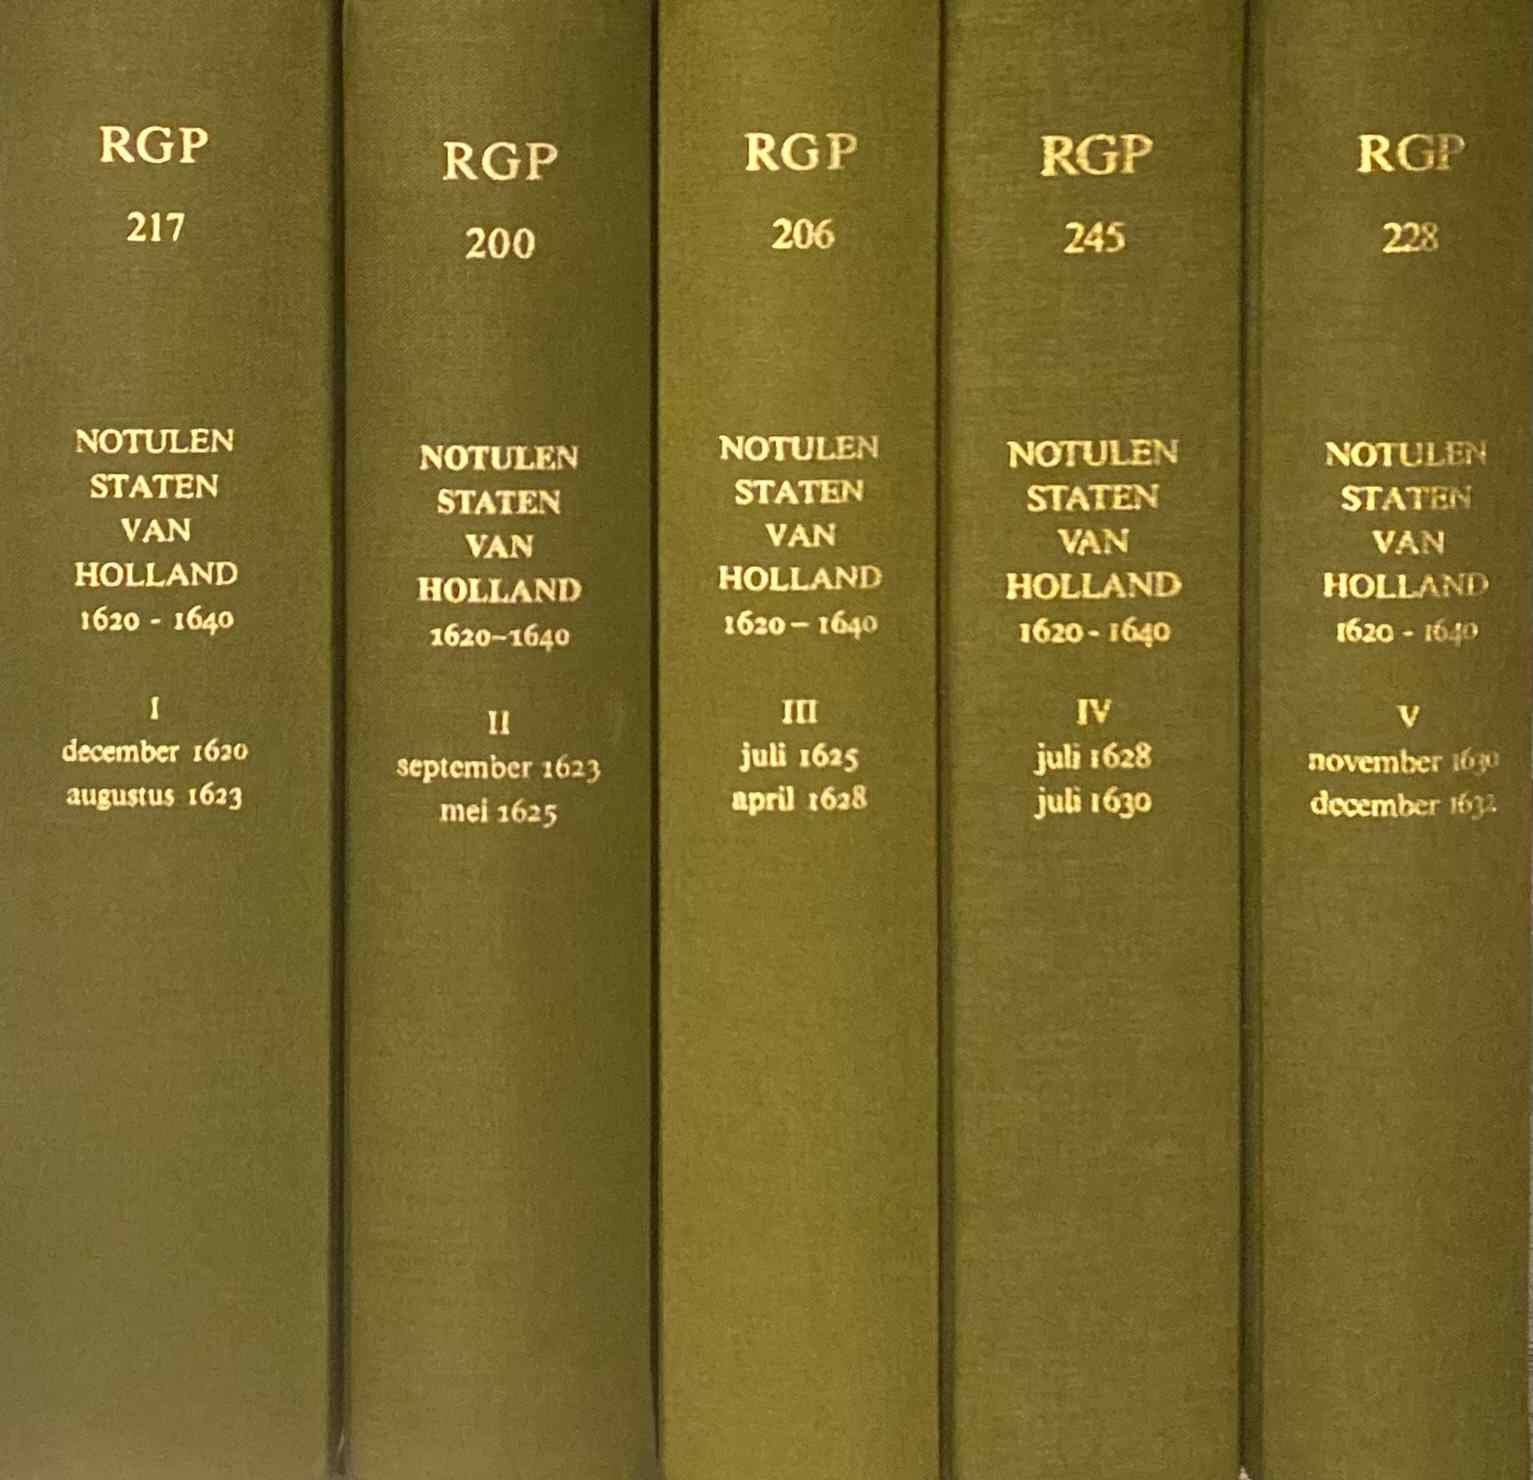 RGP
217
NOTULEN
STATEN
VAN
HOLLAND
1620 - 1640
I
december 1620
augustus 1623
RGP
200
NOTULEN
STATEN
VAN
HOLLAND
1620–1640
II
september 1623
mei 1625
RGP
206
NOTULEN
STATEN
VAN
HOLLAND
1620 – 1640
III
juli 1625
april 1628
RGP
245
NOTULEN
STATEN
VAN
HOLLAND
1620 - 1640
IV
juli 1628
juli 1630
RGP
228
NOTULEN
STATEN
VAN
HOLLAND
1620 - 1640
V
november 1630
december 1632